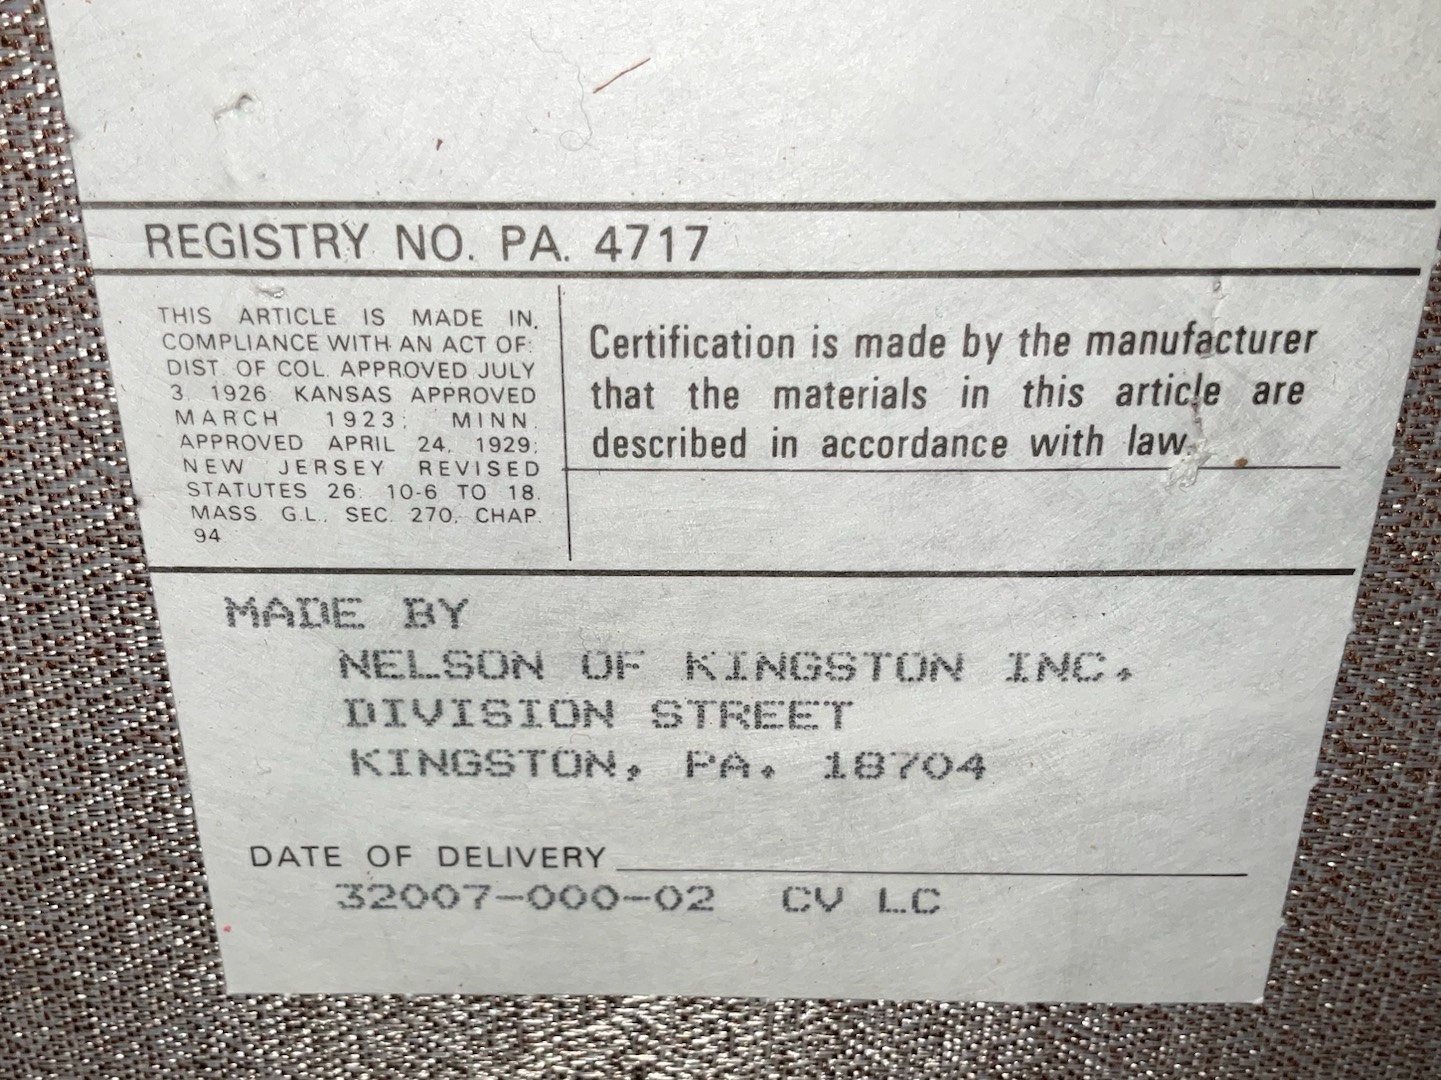 REGISTRY NO. PA. 4717
THIS ARTICLE IS MADE IN
COMPLIANCE WITH AN ACT OF:
DIST. OF COL. APPROVED JULY
3, 1926 KANSAS APPROVED
MARCH 1923; MINN.
APPROVED APRIL 24, 1929;
NEW JERSEY REVISED
STATUTES 26: 10-6 TO 18.
MASS. G.L., SEC. 270, CHAP.
94
Certification is made by the manufacturer
that the materials in this article are
described in accordance with law.
MADE BY
NELSON OF KINGSTON INC.
DIVISION STREET
KINGSTON, PA. 18704
DATE OF DELIVERY
32007-000-02 CV LC